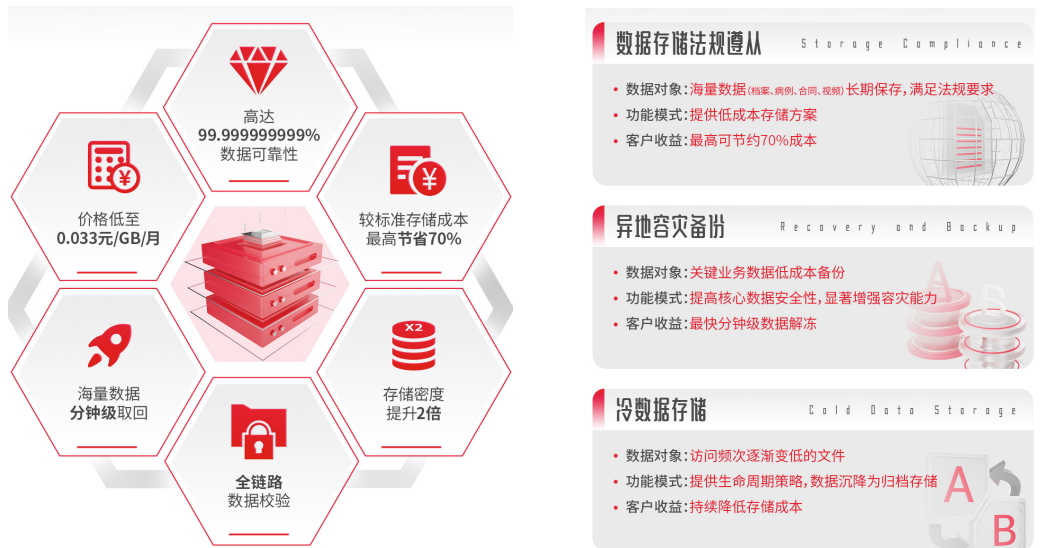 高达
99.999999999%
数据可靠性
¥
价格低至
0.033元/GB/月
¥
较标准存储成本
最高节省70%
海量数据
分钟级取回
X2
存储密度
提升2倍
全链路
数据校验
数据存储法规遵从 Storage Compliance
• 数据对象:海量数据(档案、病例、合同、视频)长期保存,满足法规要求
• 功能模式:提供低成本存储方案
• 客户收益:最高可节约70%成本
异地容灾备份 Recovery and Backup
• 数据对象:关键业务数据低成本备份
• 功能模式:提高核心数据安全性,显著增强容灾能力
• 客户收益:最快分钟级数据解冻
A
B
冷数据存储 Cold Data Storage
• 数据对象:访问频次逐渐变低的文件
• 功能模式:提供生命周期策略,数据沉降为归档存储
• 客户收益:持续降低存储成本
A
B